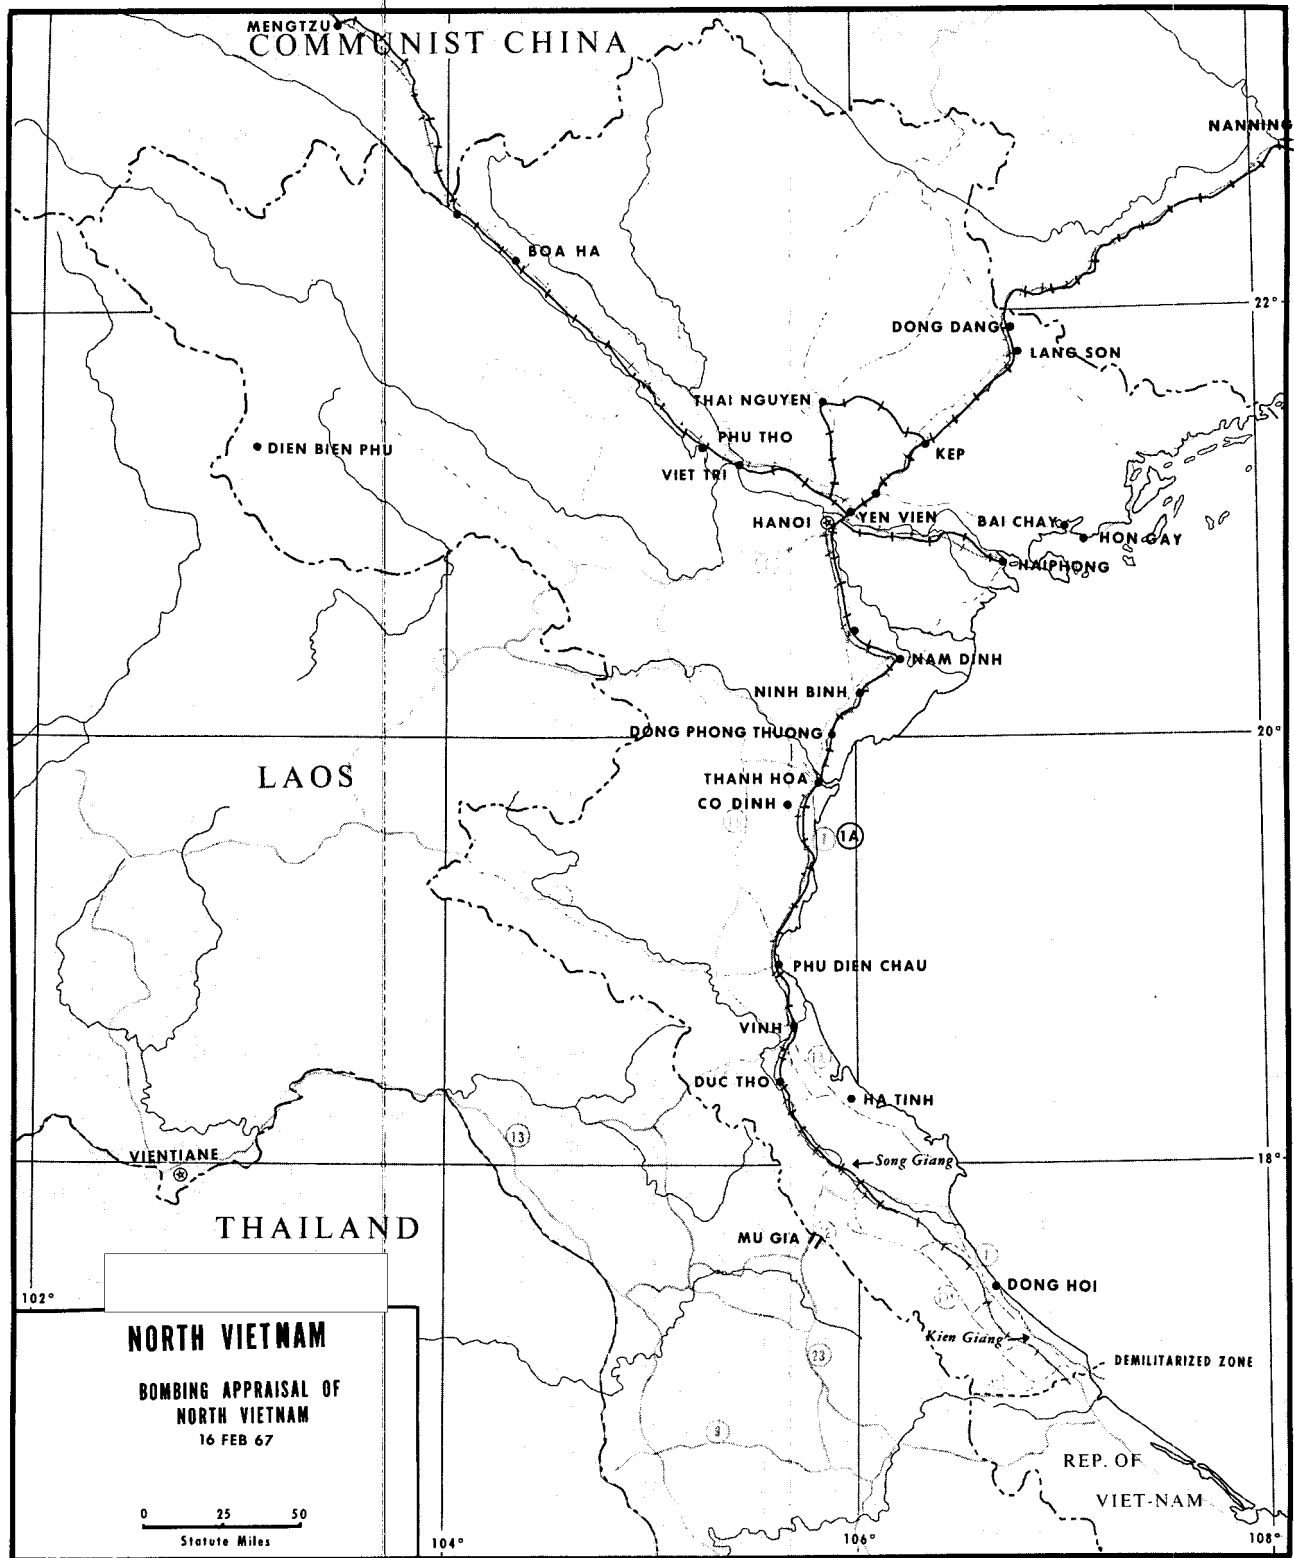 MENGTZU
COMMUNIST CHINA
NANNING
BOA HA
22°
DONG DANG
LANG SON
THAI NGUYEN
PHU THO
DIEN BIEN PHU
KEP
VIET TRI
HANOI
YEN VIEN
BAI CHAY
HON GAY
HAIPHONG
NAM DINH
NINH BINH
DONG PHONG THUONG
20°
LAOS
THANH HOA
CO DINH
1A
PHU DIEN CHAU
VINH
DUC THO
HA TINH
13
VIENTIANE
Song Giang
18°
THAILAND
MU GIA
DONG HOI
102°
Kien Giang
23
DEMILITARIZED ZONE
NORTH VIETNAM
BOMBING APPRAISAL OF
NORTH VIETNAM
16 FEB 67
9
REP. OF
VIET-NAM
0 25 50
Statute Miles
104°
106°
108°